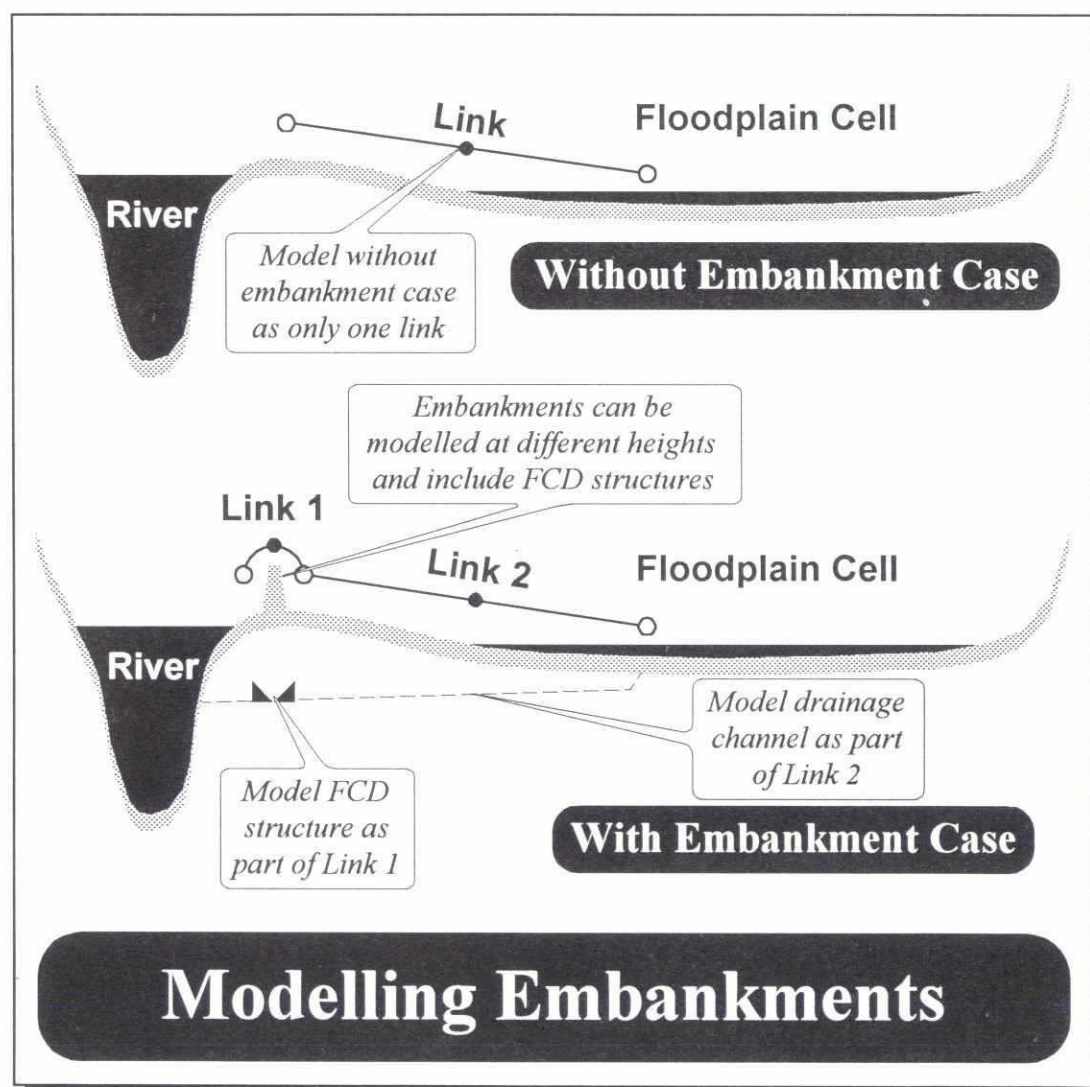 Link
Floodplain Cell
River
Model without
embankment case
as only one link
Without Embankment Case
Embankments can be
modelled at different heights
and include FCD structures
Link 1
Link 2
Floodplain Cell
River
Model drainage
channel as part
of Link 2
Model FCD
structure as
part of Link 1
With Embankment Case
Modelling Embankments